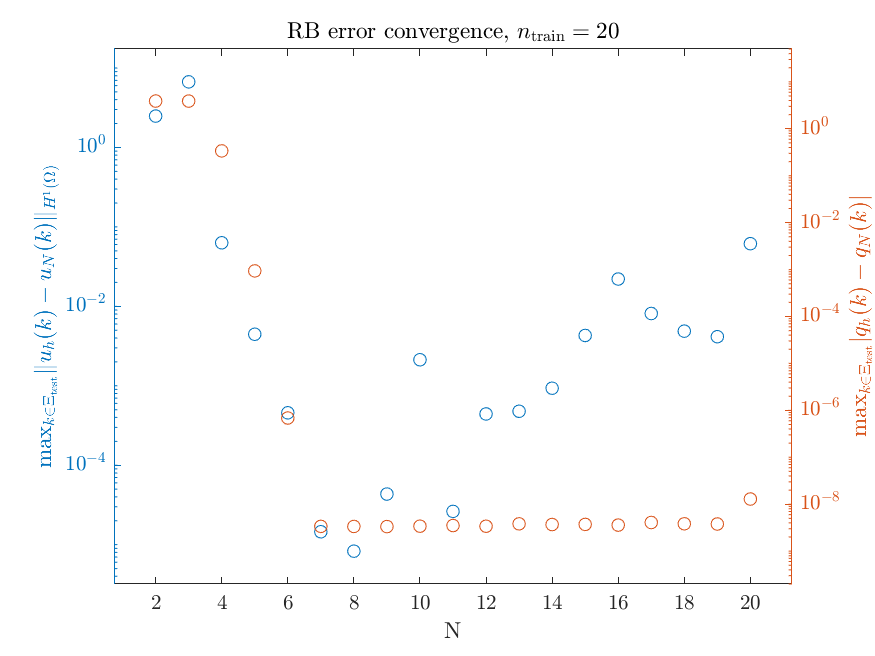 RB error convergence, n_train = 20
max_{k∈Ξ_test} ||u_h(k) − u_N(k)||_{H^1(Ω)}
10^0
10^{-2}
10^{-4}
10^0
10^{-2}
10^{-4}
10^{-6}
10^{-8}
max_{k∈Ξ_test} |q_h(k) − q_N(k)|
2 4 6 8 10 12 14 16 18 20
N